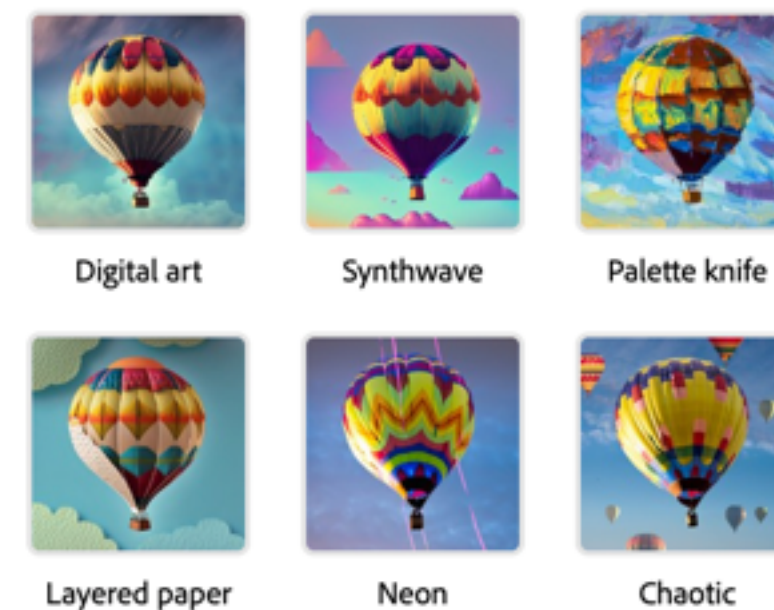 Digital art
Synthwave
Palette knife
Layered paper
Neon
Chaotic